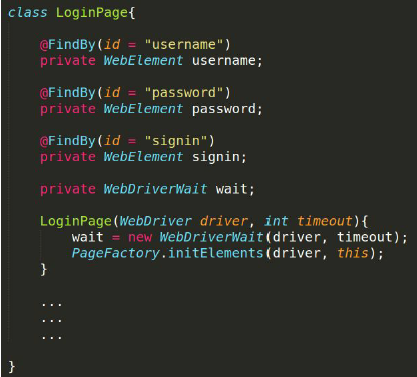 class LoginPage{
@FindBy(id = "username")
private WebElement username;
@FindBy(id = "password")
private WebElement password;
@FindBy(id = "signin")
private WebElement signin;
private WebDriverWait wait;
LoginPage(WebDriver driver, int timeout){
wait = new WebDriverWait(driver, timeout);
PageFactory.initElements(driver, this);
}
...
...
...
}